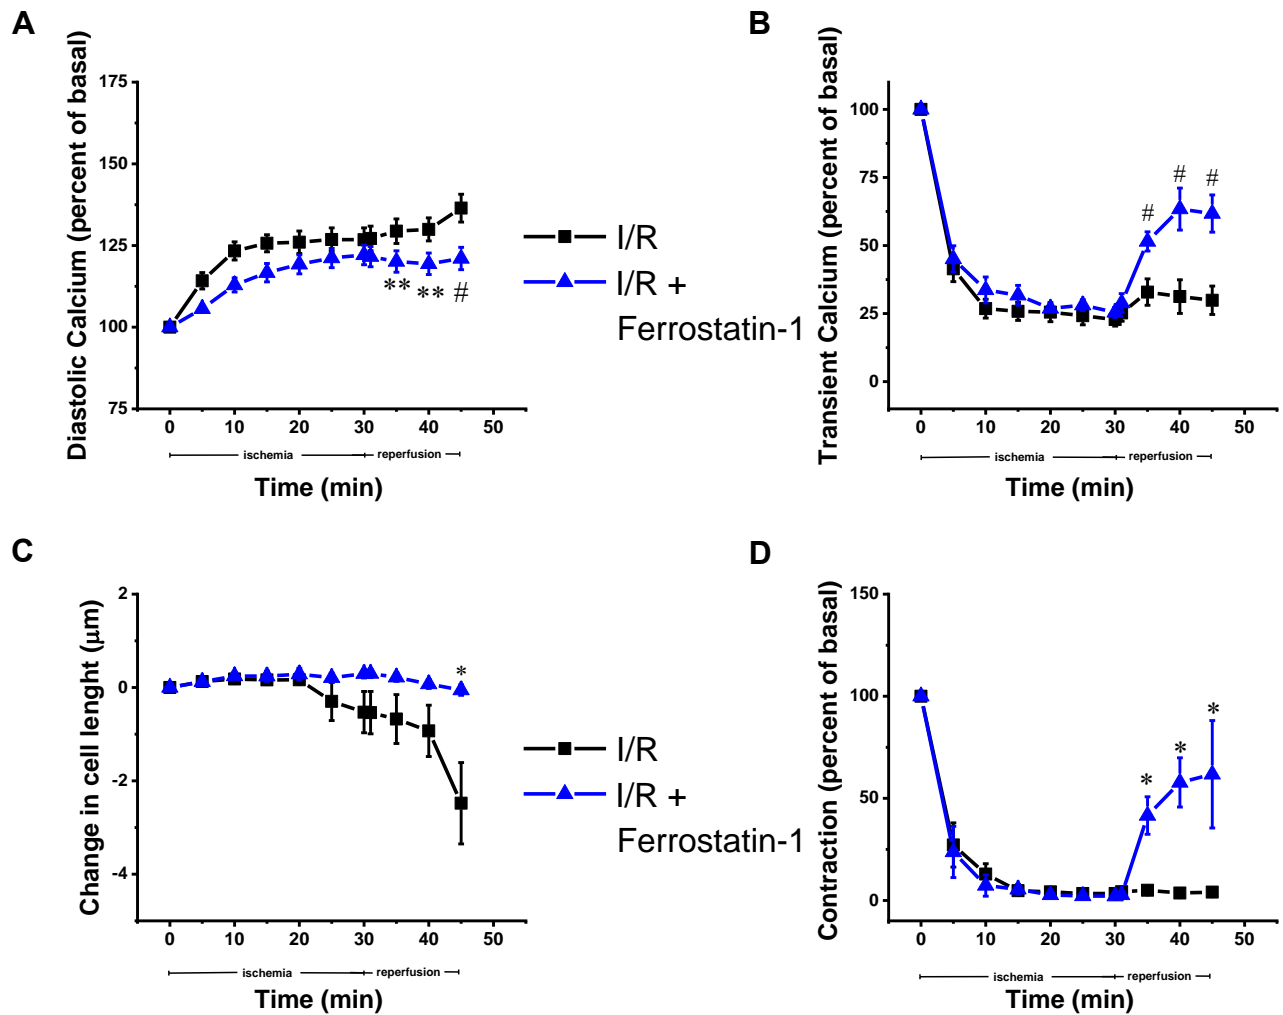 A
Diastolic Calcium (percent of basal)
175
150
125
100
75
** ** #
0 10 20 30 40 50
ischemia reperfusion
Time (min)
I/R
I/R +
Ferrostatin-1
B
Transient Calcium (percent of basal)
100
75
50
25
0
# # #
0 10 20 30 40 50
ischemia reperfusion
Time (min)
C
Change in cell lenght (μm)
2
0
-2
-4
*
0 10 20 30 40 50
ischemia reperfusion
Time (min)
I/R
I/R +
Ferrostatin-1
D
Contraction (percent of basal)
150
100
50
0
* * *
0 10 20 30 40 50
ischemia reperfusion
Time (min)